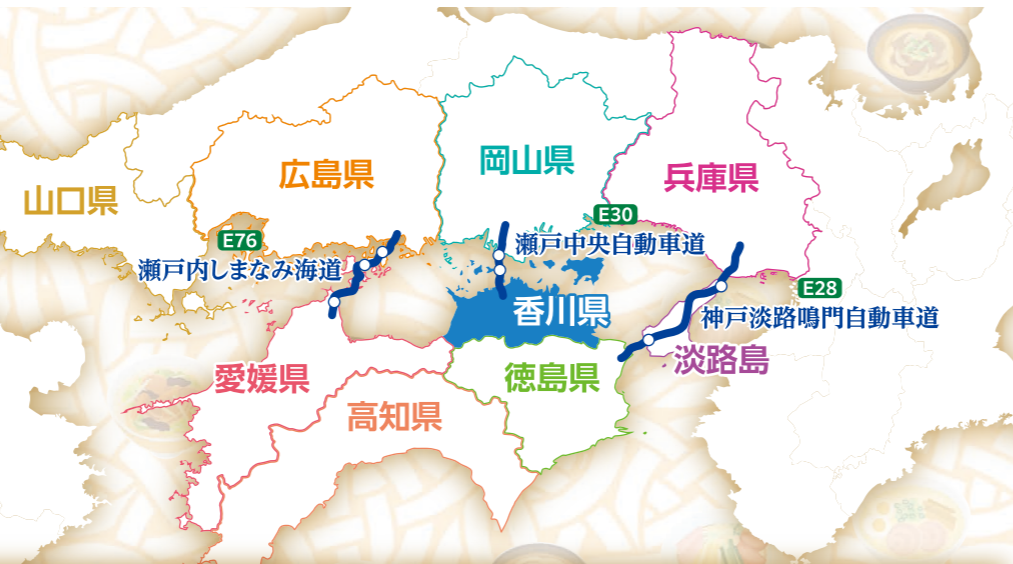 岡山県
広島県
兵庫県
山口県
E30
E76
瀬戸中央自動車道
瀬戸内しまなみ海道
E28
香川県
神戸淡路鳴門自動車道
淡路島
愛媛県
徳島県
高知県